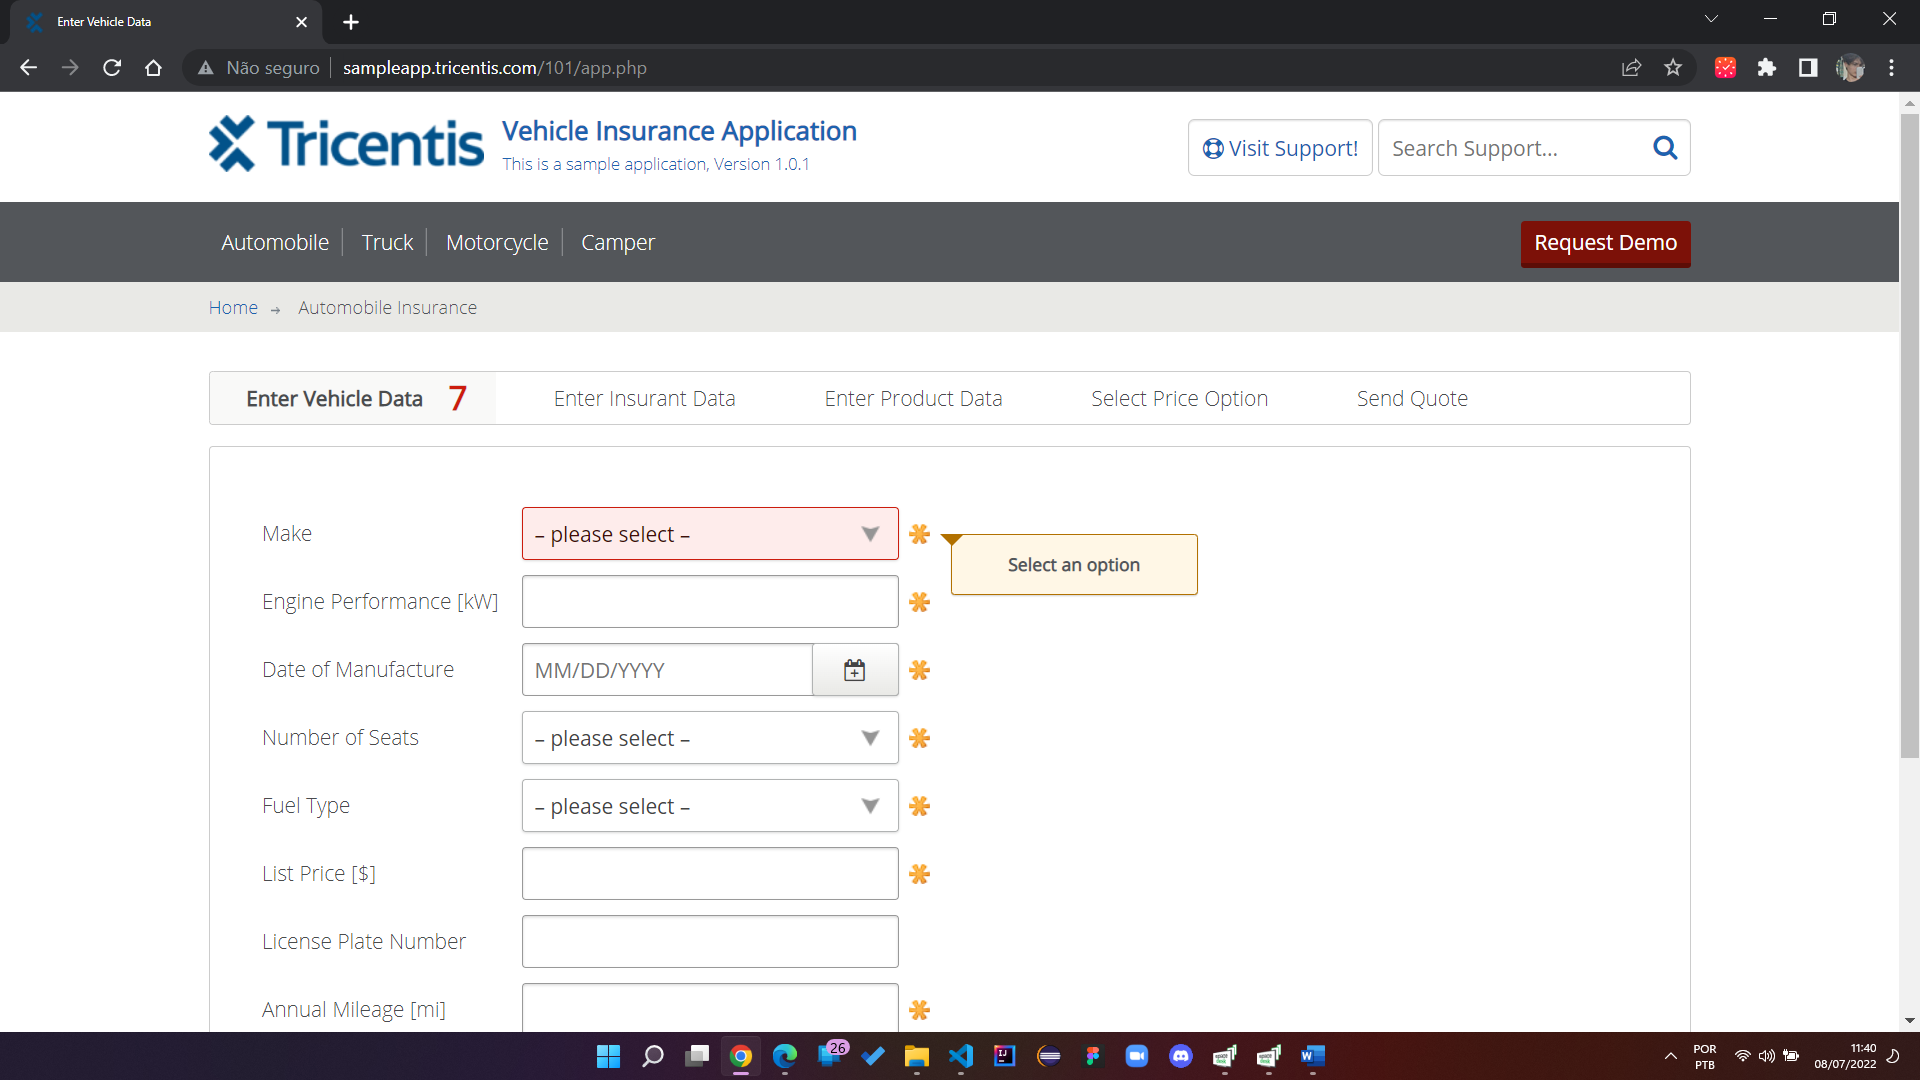 Enter Vehicle Data
Não seguro
sampleapp.tricentis.com/101/app.php
Tricentis
Vehicle Insurance Application
This is a sample application, Version 1.0.1
Visit Support!
Search Support...
Automobile
Truck
Motorcycle
Camper
Request Demo
Home
Automobile Insurance
Enter Vehicle Data 7
Enter Insurant Data
Enter Product Data
Select Price Option
Send Quote
Make
– please select –
Select an option
Engine Performance [kW]
Date of Manufacture
MM/DD/YYYY
Number of Seats
– please select –
Fuel Type
– please select –
List Price [$]
License Plate Number
Annual Mileage [mi]
26
POR
PTB
11:40
08/07/2022